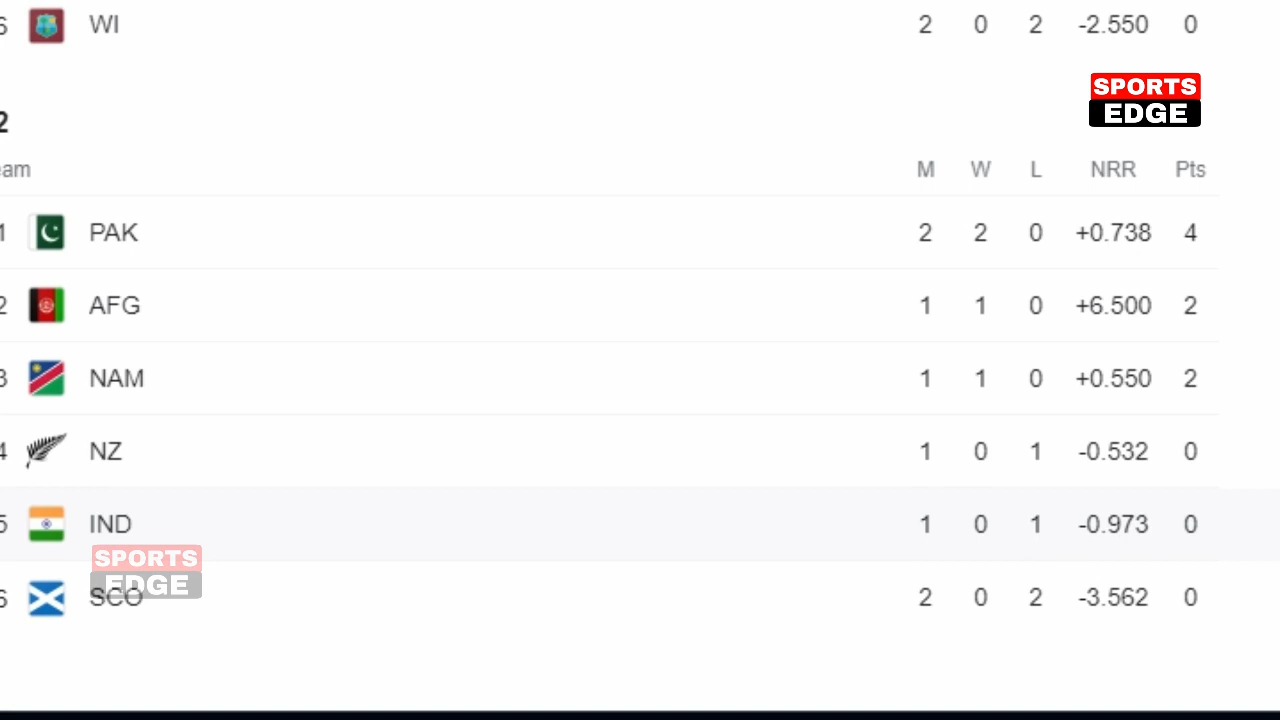 6 WI 2 0 2 -2.550 0
SPORTS
EDGE
2
eam M W L NRR Pts
1 PAK 2 2 0 +0.738 4
2 AFG 1 1 0 +6.500 2
3 NAM 1 1 0 +0.550 2
4 NZ 1 0 1 -0.532 0
5 IND 1 0 1 -0.973 0
SPORTS
EDGE
6 SCO 2 0 2 -3.562 0